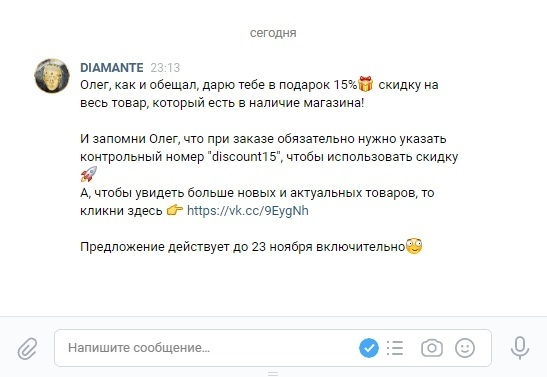 сегодня
DIAMANTE 23:13
Олег, как и обещал, дарю тебе в подарок 15%🎁 скидку на
весь товар, который есть в наличие магазина!
И запомни Олег, что при заказе обязательно нужно указать
контрольный номер "discount15", чтобы использовать скидку
🚀
А, чтобы увидеть больше новых и актуальных товаров, то
кликни здесь 👉 https://vk.cc/9EygNh
Предложение действует до 23 ноября включительно😳
Напишите сообщение...